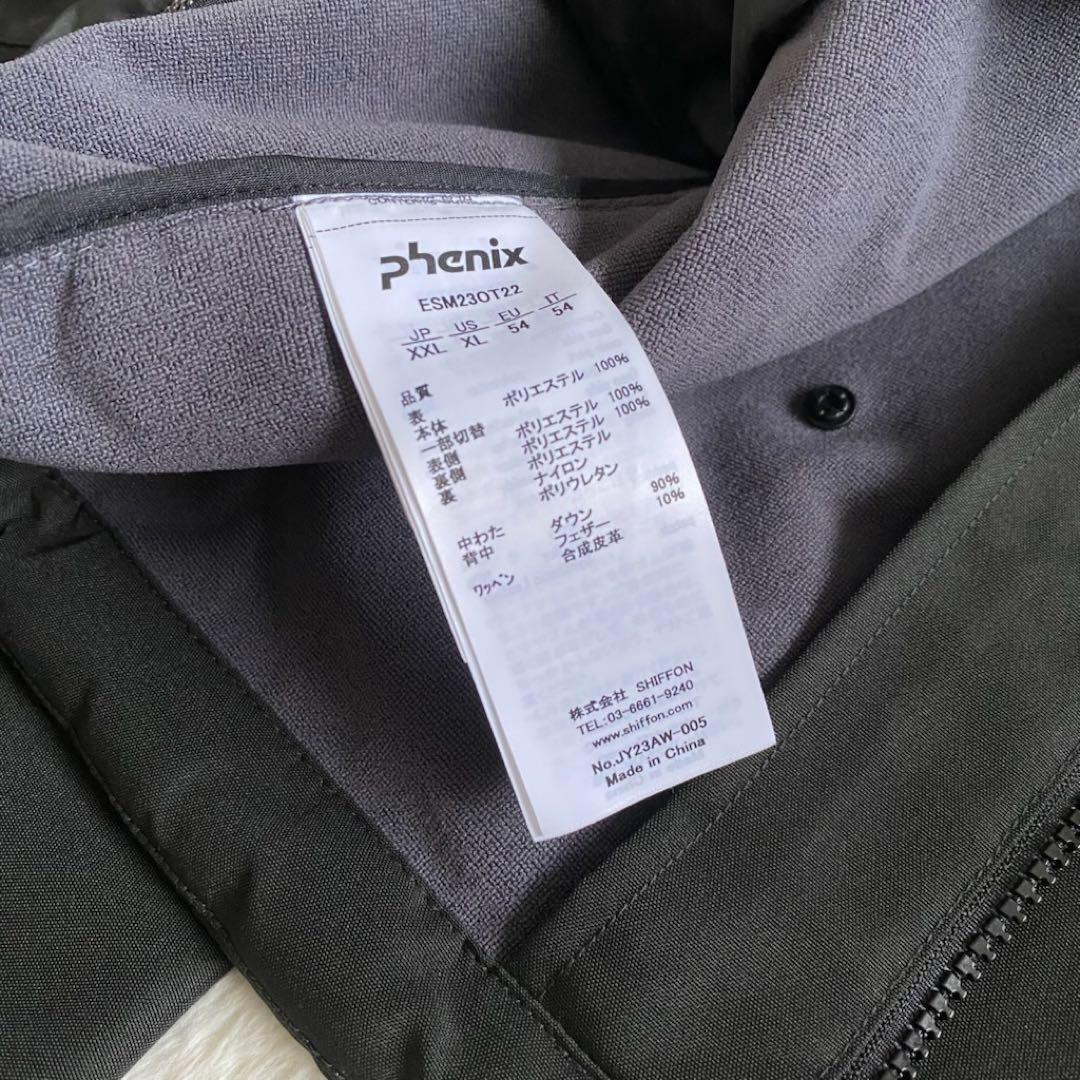 phenix
ESM23OT22
JP US EU IT
XXL XL 54 54
品質
表
本体
一部切替
表側
裏側
裏
中わた
背中
ワッペン
ポリエステル 100%
ポリエステル 100%
ポリエステル 100%
ポリエステル
ナイロン
ポリウレタン
ダウン 90%
フェザー 10%
合成皮革
株式会社 SHIFFON
TEL:03-6661-9240
www.shiffon.com
No.JY23AW-005
Made in China